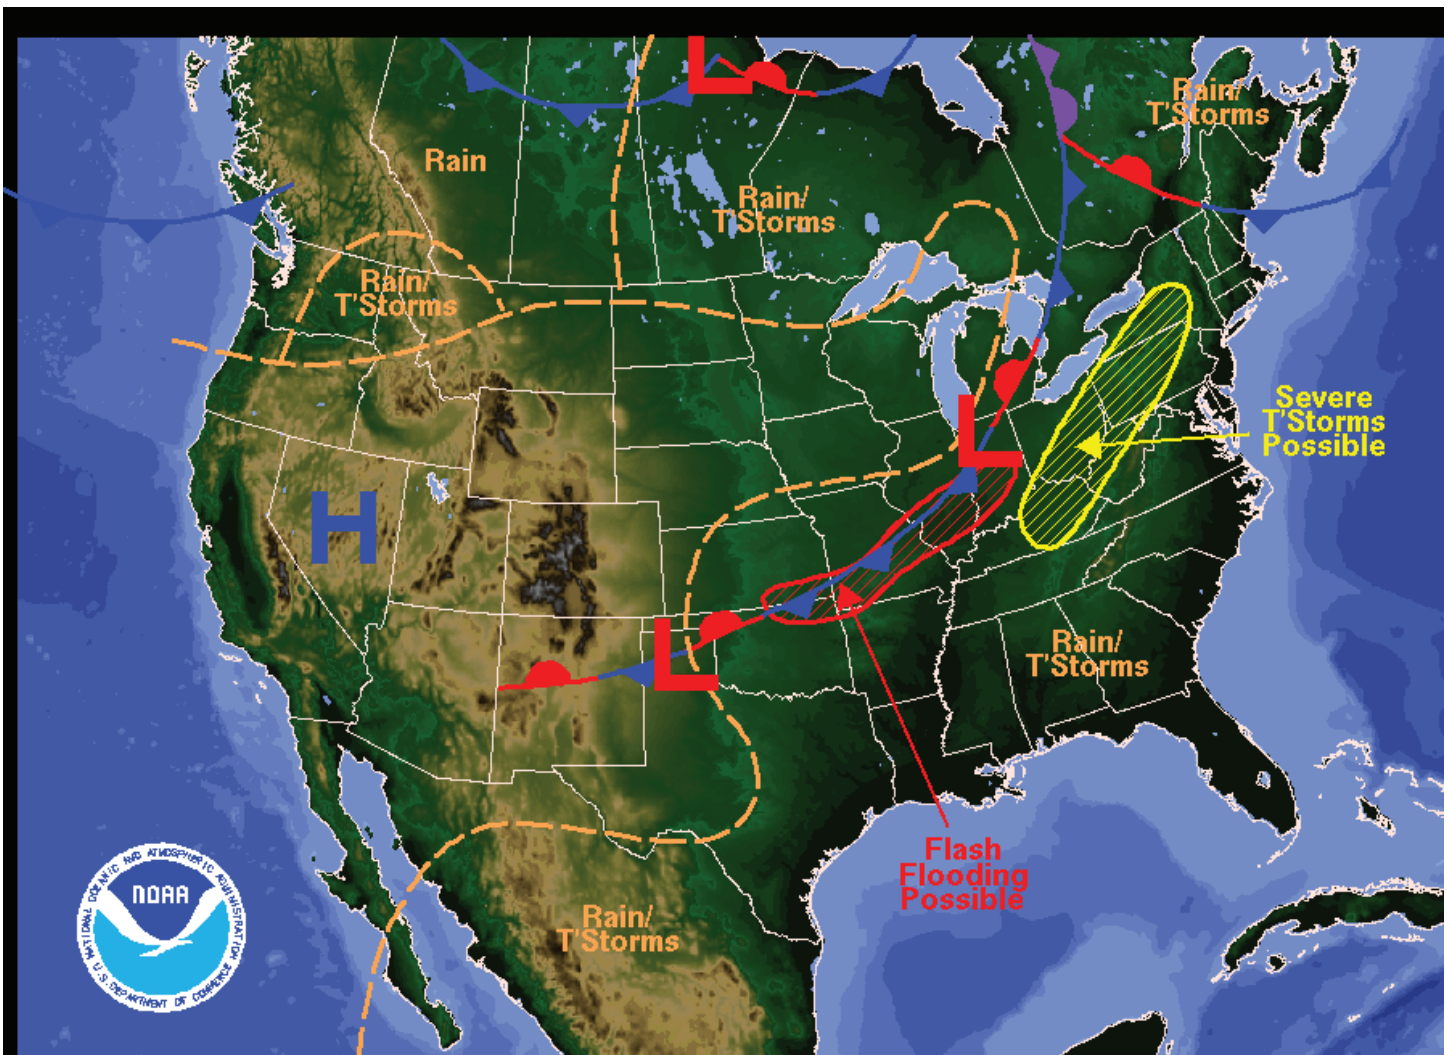 L
Rain/
T'Storms
Rain
Rain/
T'Storms
Rain/
T'Storms
Severe
T'Storms
Possible
L
H
L
Rain/
T'Storms
Flash
Flooding
Possible
Rain/
T'Storms
NATIONAL OCEANIC AND ATMOSPHERIC ADMINISTRATION
NOAA
U.S. DEPARTMENT OF COMMERCE